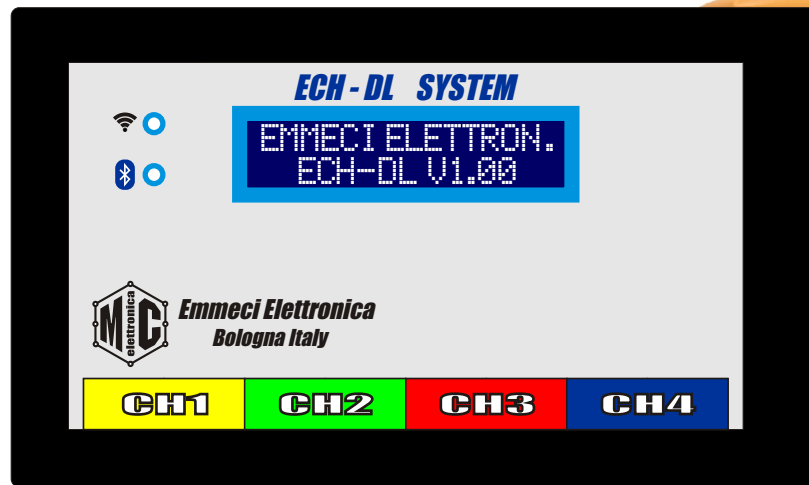 ECH - DL SYSTEM
EMMECI ELETTRON.
ECH-DL V1.00
MC
elettronica
Emmeci Elettronica
Bologna Italy
CH1 CH2 CH3 CH4